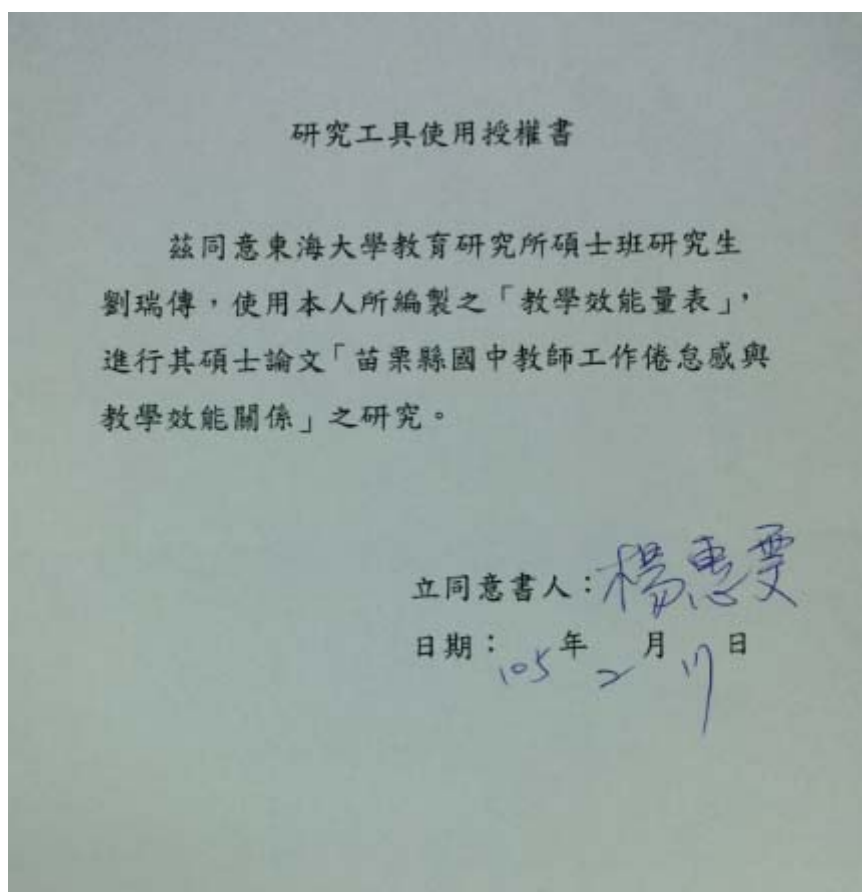 研究工具使用授權書
茲同意東海大學教育研究所碩士班研究生
劉瑞傳,使用本人所編製之「教學效能量表」,
進行其碩士論文「苗栗縣國中教師工作倦怠感與
教學效能關係」之研究。
立同意書人:楊惠雯
日期:105年2月17日